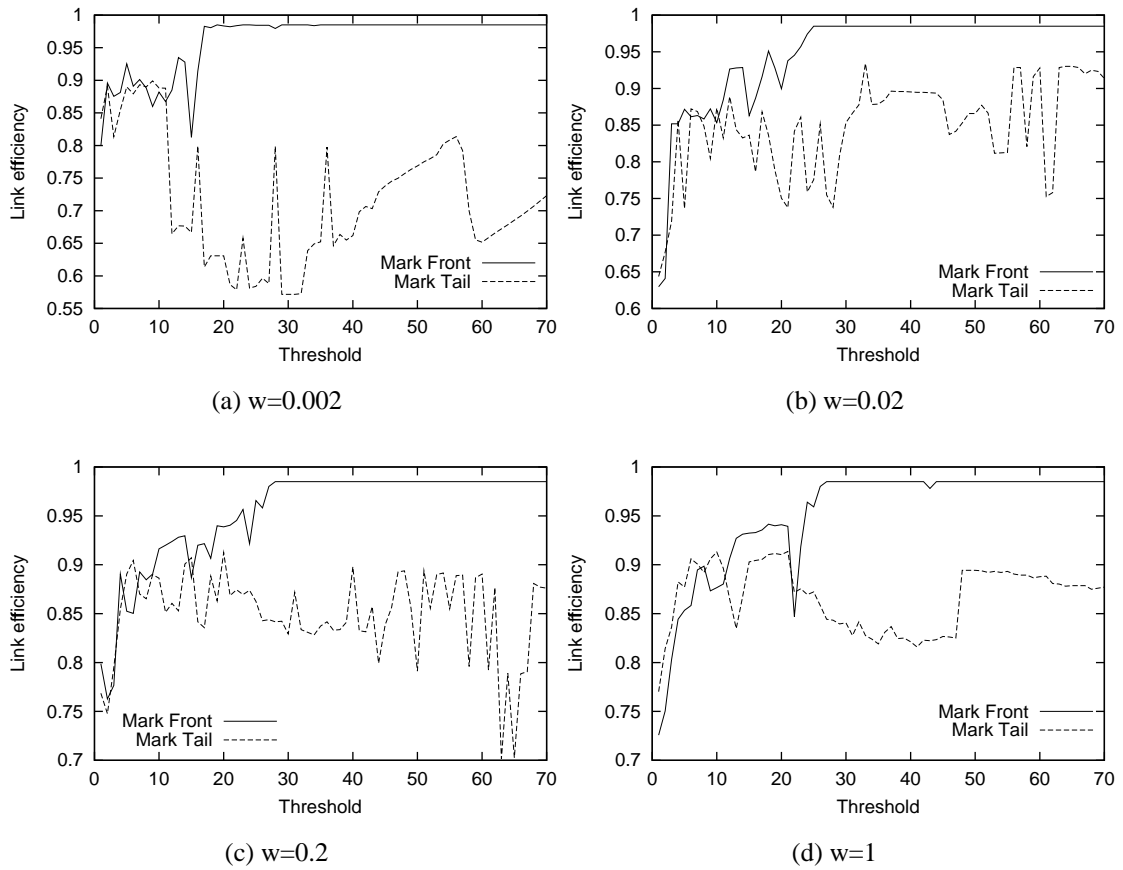 1
0.95
0.9
0.85
0.8
0.75
0.7
0.65
0.6
0.55
0 10 20 30 40 50 60 70
Link efficiency
Threshold
Mark Front
Mark Tail
(a) w=0.002
1
0.95
0.9
0.85
0.8
0.75
0.7
0.65
0.6
0 10 20 30 40 50 60 70
Link efficiency
Threshold
Mark Front
Mark Tail
(b) w=0.02
1
0.95
0.9
0.85
0.8
0.75
0.7
0 10 20 30 40 50 60 70
Link efficiency
Threshold
Mark Front
Mark Tail
(c) w=0.2
1
0.95
0.9
0.85
0.8
0.75
0.7
0 10 20 30 40 50 60 70
Link efficiency
Threshold
Mark Front
Mark Tail
(d) w=1